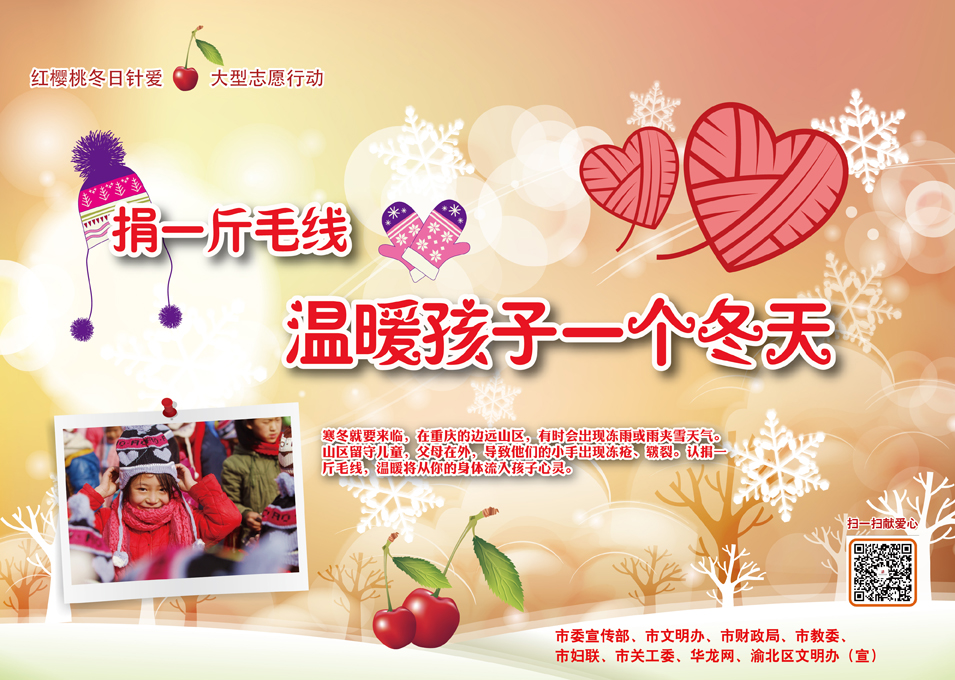 红樱桃冬日针爱 大型志愿行动
捐一斤毛线
温暖孩子一个冬天
寒冬就要来临，在重庆的边远山区，有时会出现冻雨或雨夹雪天气。
山区留守儿童，父母在外，导致他们的小手出现冻疮、皲裂。认捐一
斤毛线，温暖将从你的身体流入孩子心灵。
扫一扫献爱心
市委宣传部、市文明办、市财政局、市教委、
市妇联、市关工委、华龙网、渝北区文明办（宣）